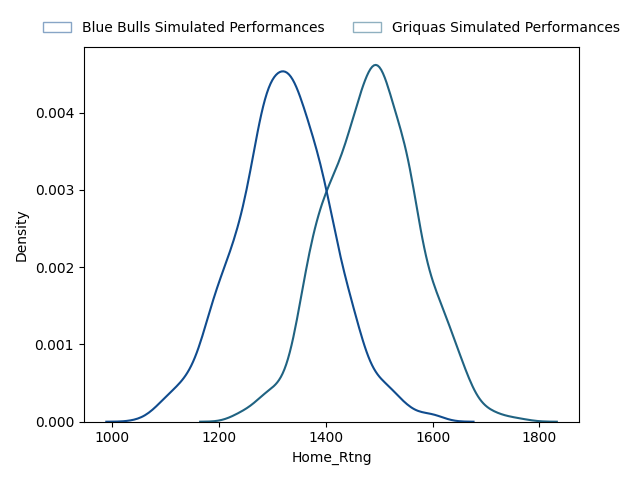 Blue Bulls Simulated Performances Griquas Simulated Performances
0.004
0.003
0.002
0.001
0.000
Density
1000 1200 1400 1600 1800
Home_Rtng